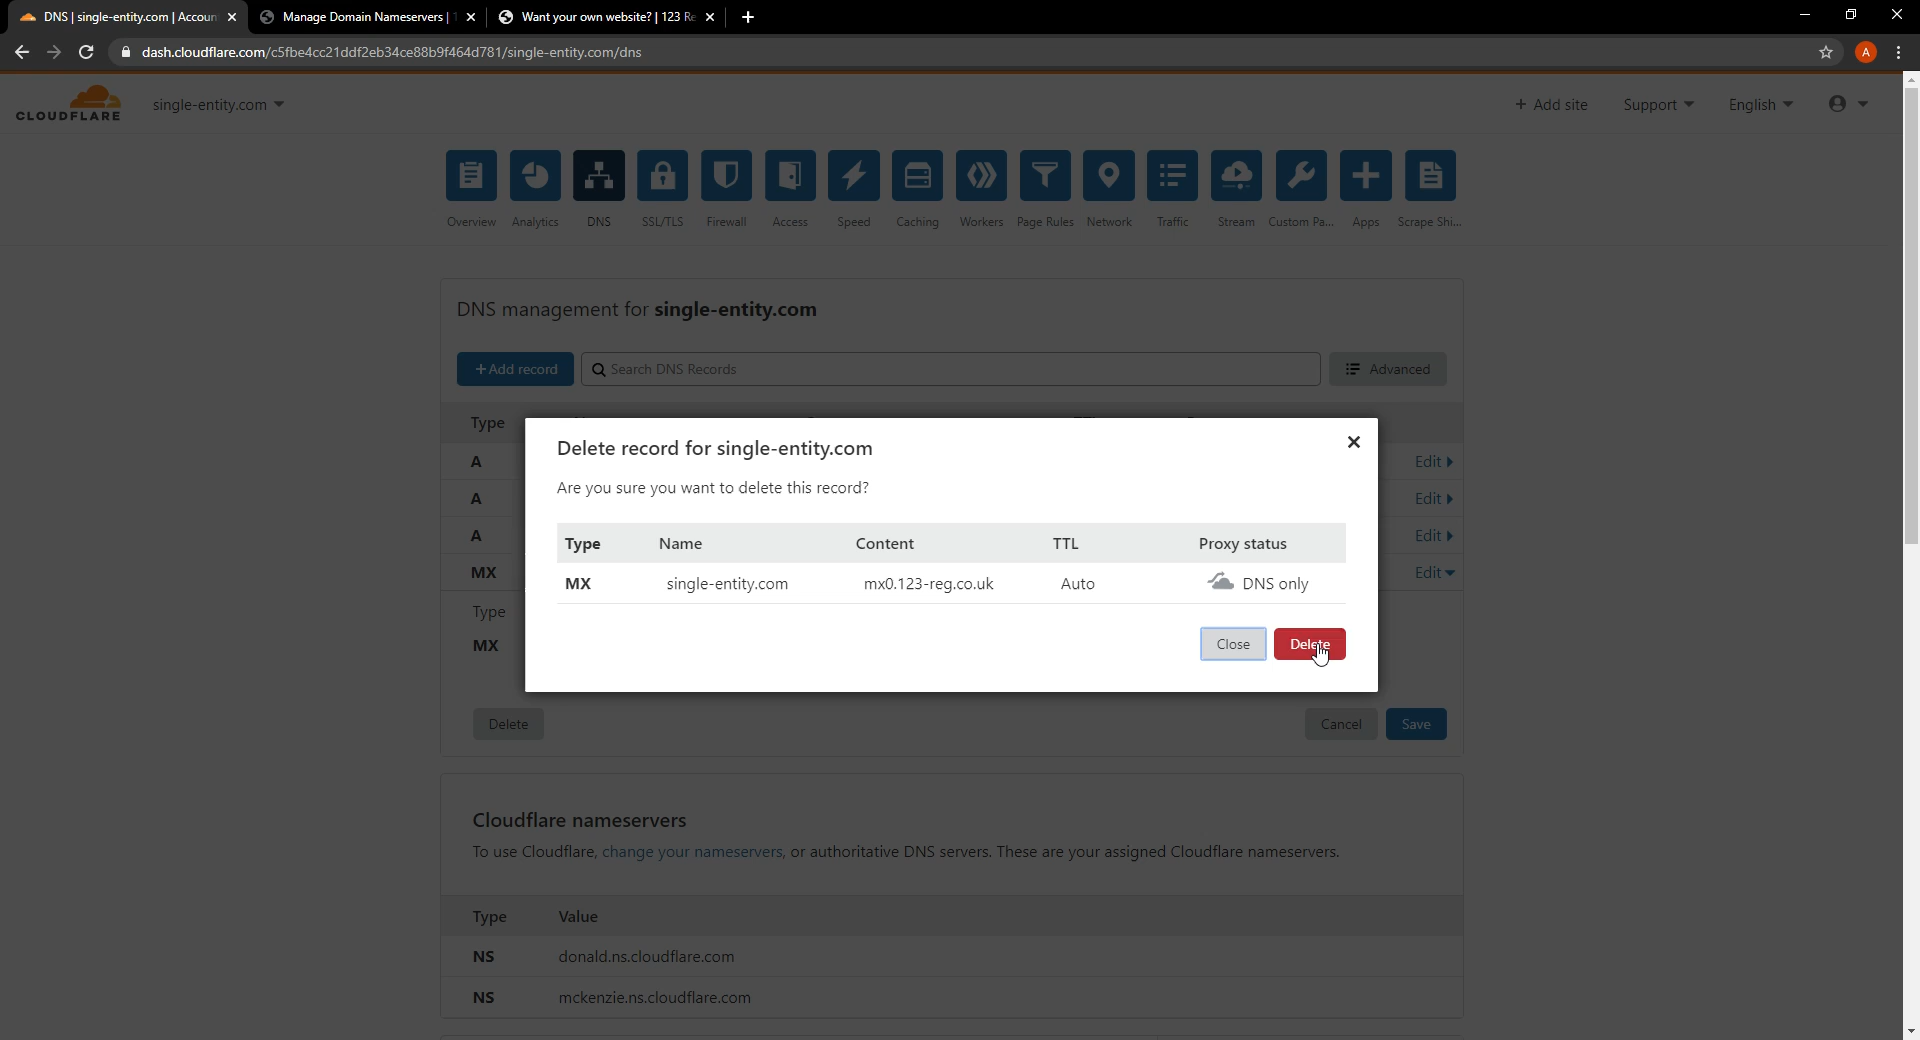 DNS | single-entity.com | Accoun
Manage Domain Nameservers |
Want your own website? | 123 Re
dash.cloudflare.com/c5fbe4cc21ddf2eb34ce88b9f464d781/single-entity.com/dns
A
CLOUDFLARE
single-entity.com
+ Add site
Support
English
Overview
Analytics
DNS
SSL/TLS
Firewall
Access
Speed
Caching
Workers
Page Rules
Network
Traffic
Stream
Custom Pa...
Apps
Scrape Shi...
DNS management for single-entity.com
+Add record
Search DNS Records
Advanced
Type
A
Edit
A
Edit
A
Edit
MX
Edit
Type
MX
Delete record for single-entity.com
Are you sure you want to delete this record?
Type Name Content TTL Proxy status
MX single-entity.com mx0.123-reg.co.uk Auto DNS only
Close
Delete
Delete
Cancel
Save
Cloudflare nameservers
To use Cloudflare, change your nameservers, or authoritative DNS servers. These are your assigned Cloudflare nameservers.
Type Value
NS donald.ns.cloudflare.com
NS mckenzie.ns.cloudflare.com